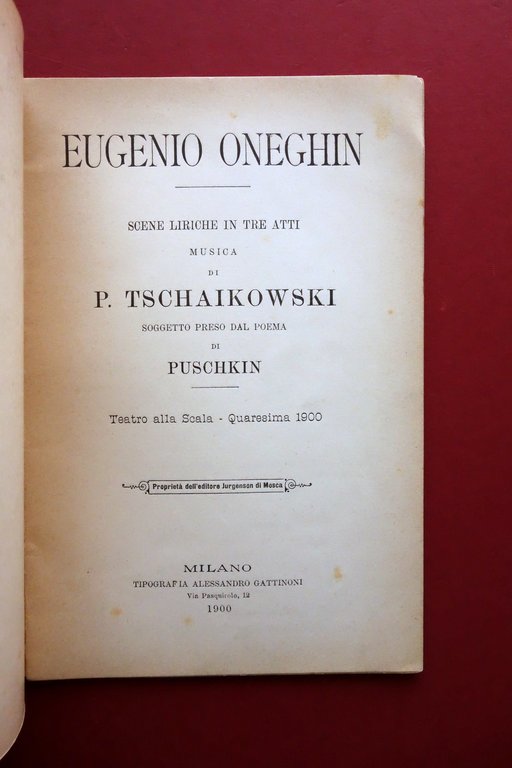 EUGENIO ONEGHIN
SCENE LIRICHE IN TRE ATTI
MUSICA
DI
P. TSCHAIKOWSKI
SOGGETTO PRESO DAL POEMA
DI
PUSCHKIN
Teatro alla Scala - Quaresima 1900
Proprietà dell'editore Jurgenson di Mosca
MILANO
TIPOGRAFIA ALESSANDRO GATTINONI
Via Pasquirolo, 12
1900